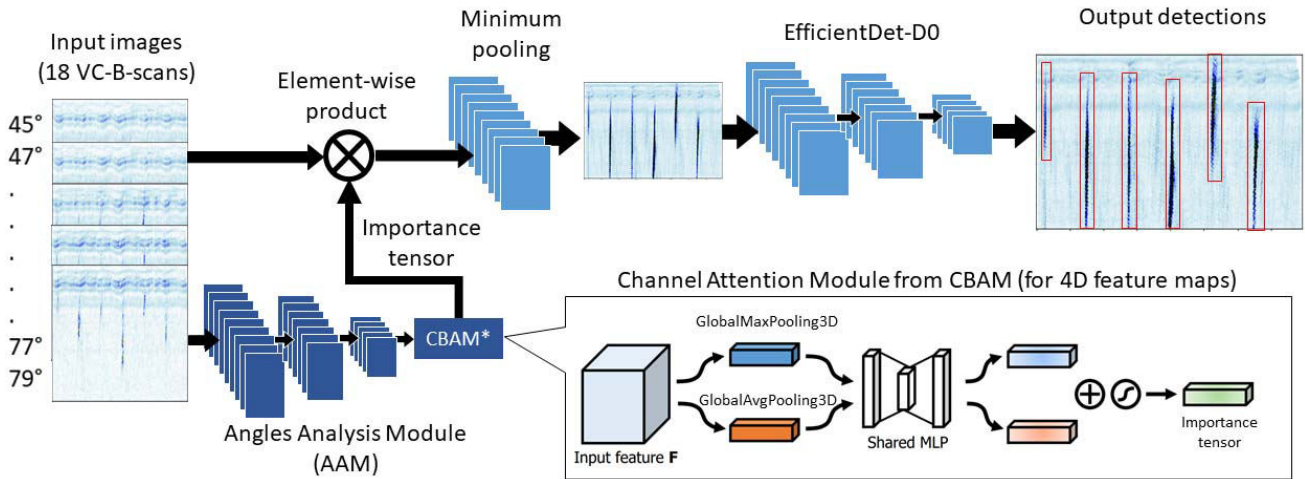 Input images
(18 VC-B-scans)
45°
47°
.
.
.
.
77°
79°
Element-wise
product
Minimum
pooling
EfficientDet-D0
Output detections
Importance
tensor
CBAM*
Angles Analysis Module
(AAM)
Channel Attention Module from CBAM (for 4D feature maps)
GlobalMaxPooling3D
GlobalAvgPooling3D
Input feature F
Shared MLP
Importance
tensor